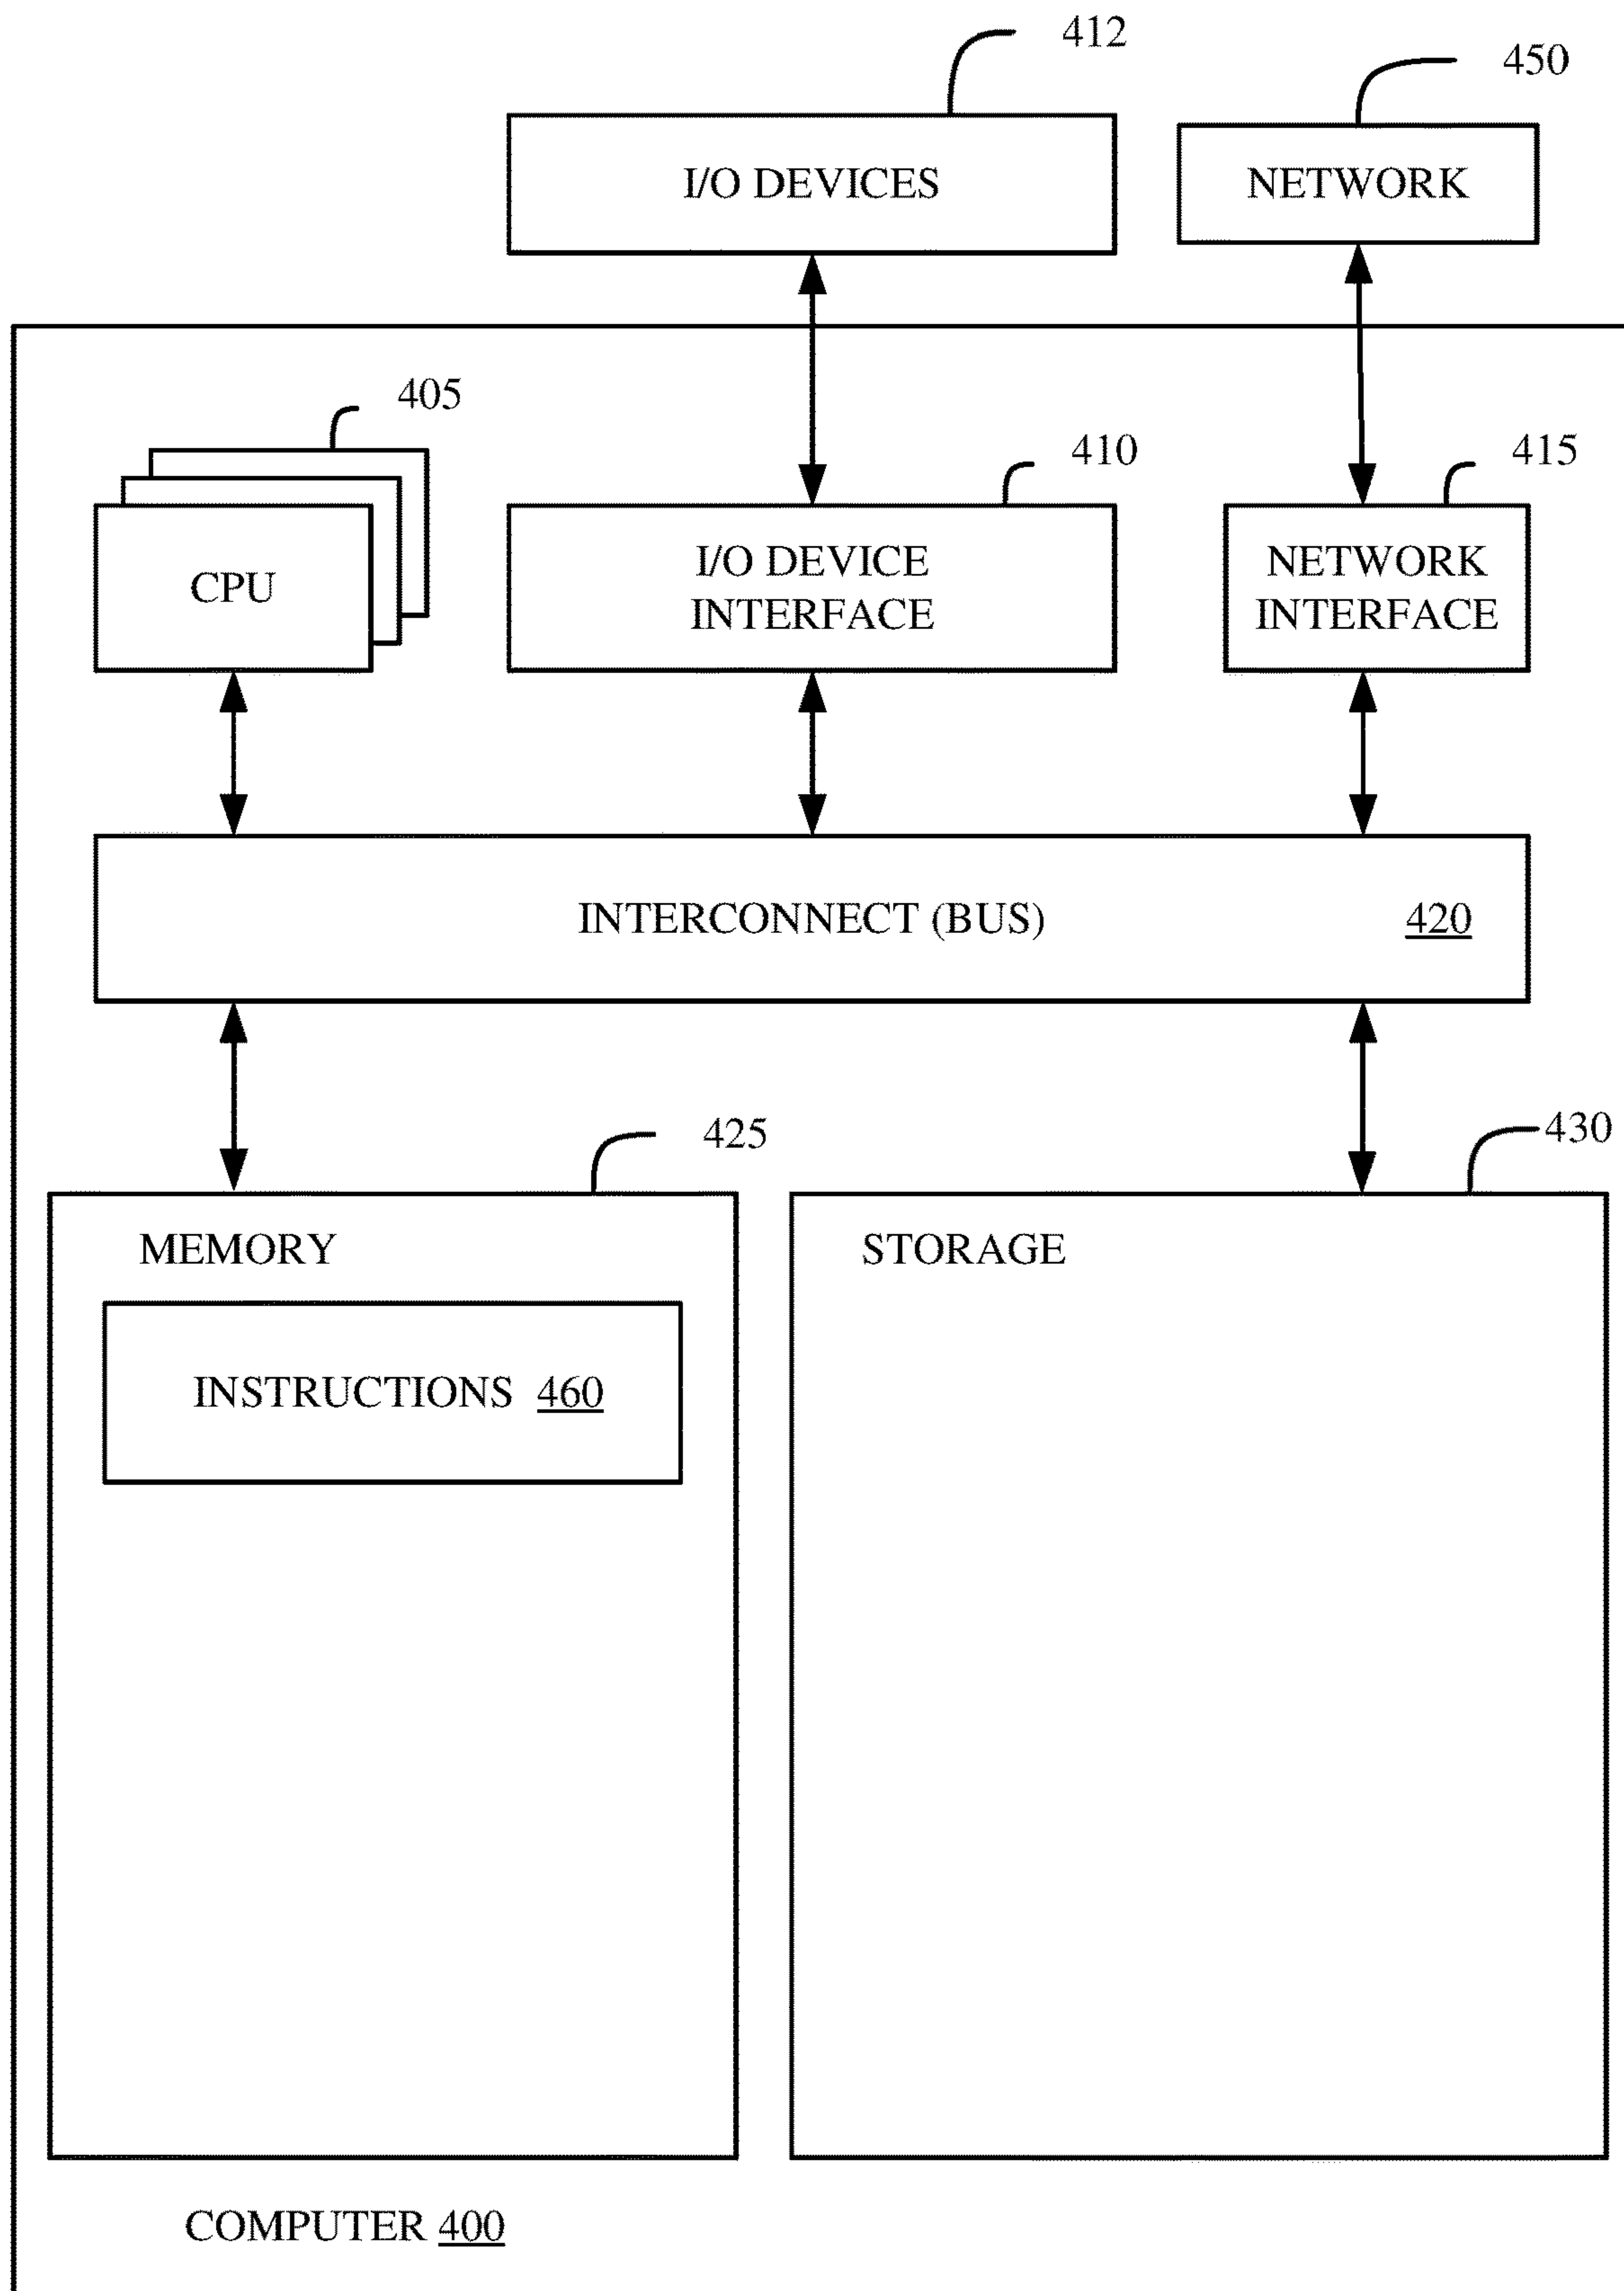 412
450
I/O DEVICES
NETWORK
405
410
415
CPU
I/O DEVICE
INTERFACE
NETWORK
INTERFACE
INTERCONNECT (BUS) 420
425
430
MEMORY
STORAGE
INSTRUCTIONS 460
COMPUTER 400